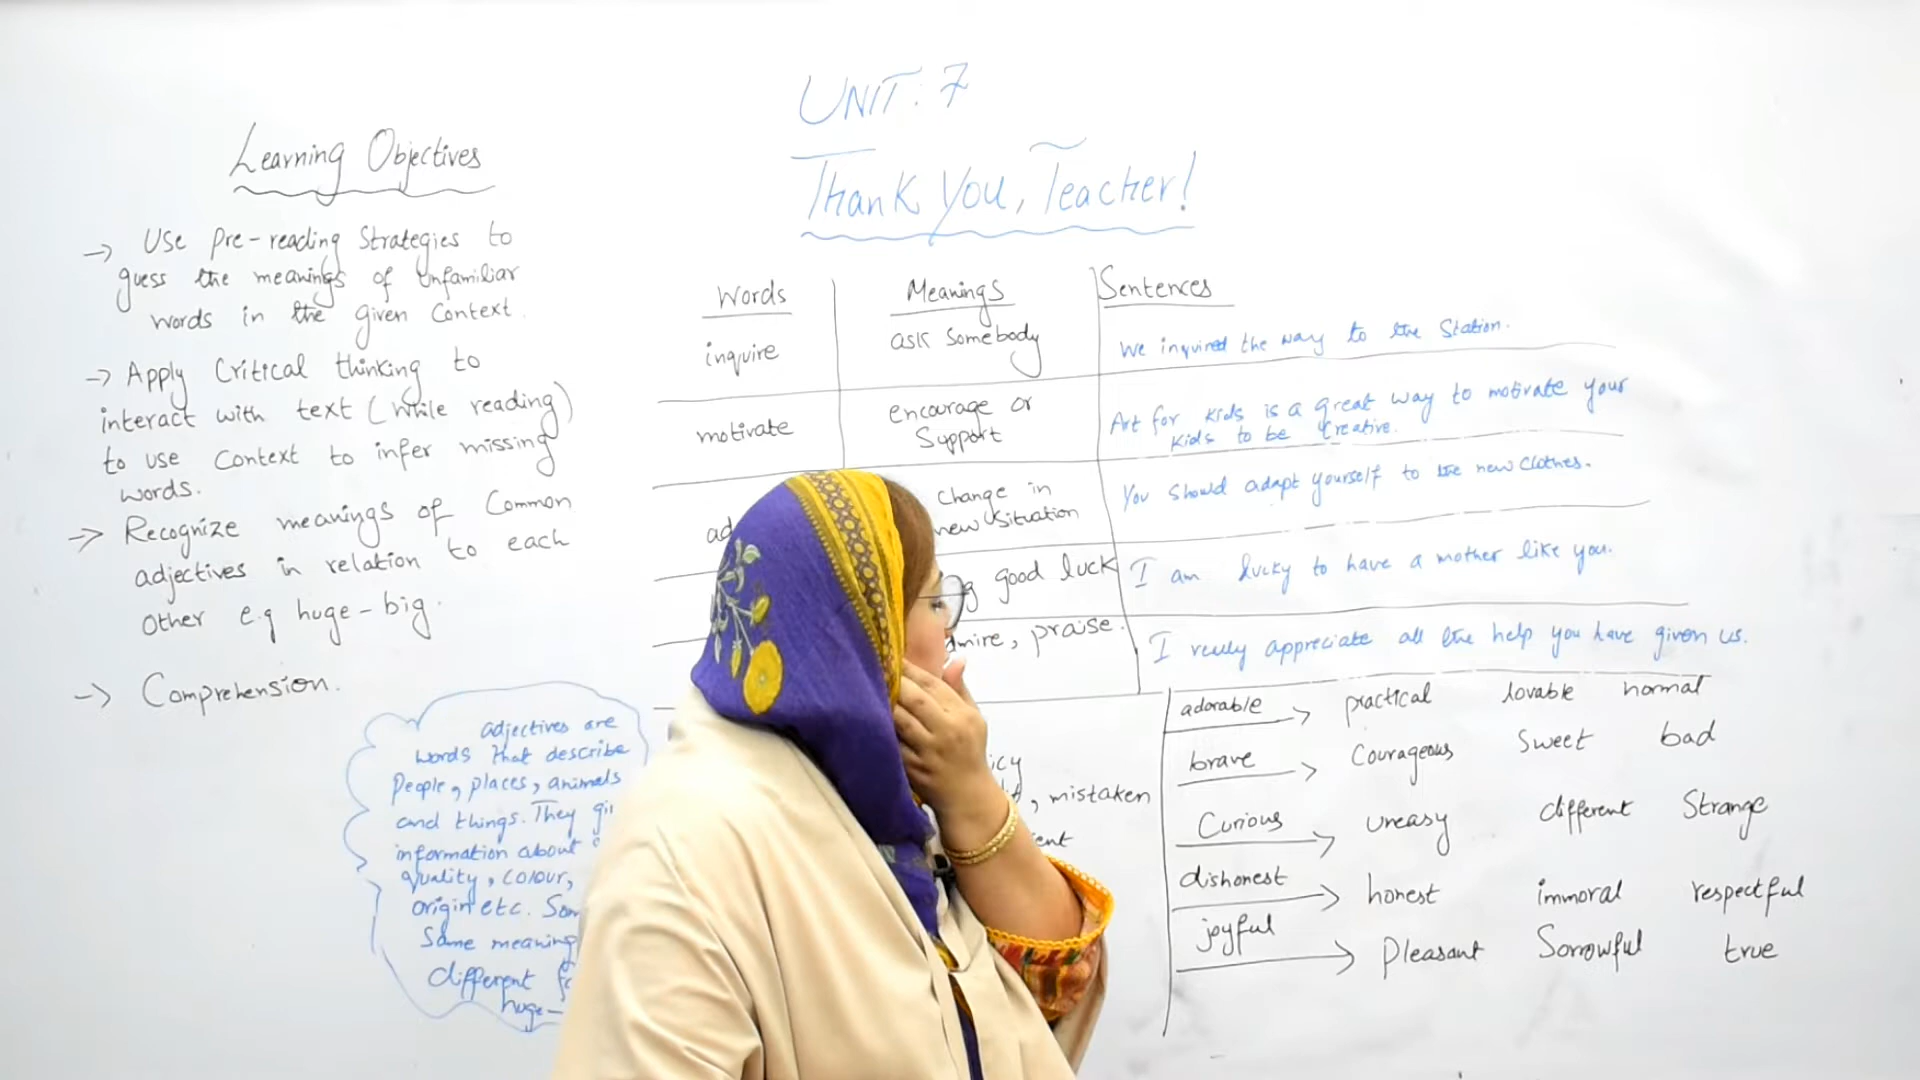 UNIT: 7
Thank You, Teacher!
Learning Objectives
-> Use pre-reading Strategies to
guess the meanings of unfamiliar
words in the given Context.
-> Apply Critical thinking to
interact with text (while reading)
to use Context to infer missing
words.
-> Recognize meanings of Common
adjectives in relation to each
other e.g huge-big.
-> Comprehension.
adjectives are
words that describe
People, places, animals
and things. They
information about
quality, colour,
origin etc.
Same meaning
different
huge-
Words Meanings Sentences
inquire ask Somebody We inquired the way to the Station.
motivate encourage or Support Art for Kids is a great way to motivate your
Kids to be Creative.
Change in
new situation You Should adapt yourself to the new clothes.
good luck I am lucky to have a mother like you.
praise. I really appreciate all the help you have given us.
, mistaken
adorable -> practical lovable normal
brave -> Courageous Sweet bad
Curious -> uneasy different Strange
dishonest -> honest immoral respectful
joyful -> Pleasant Sorrowful true